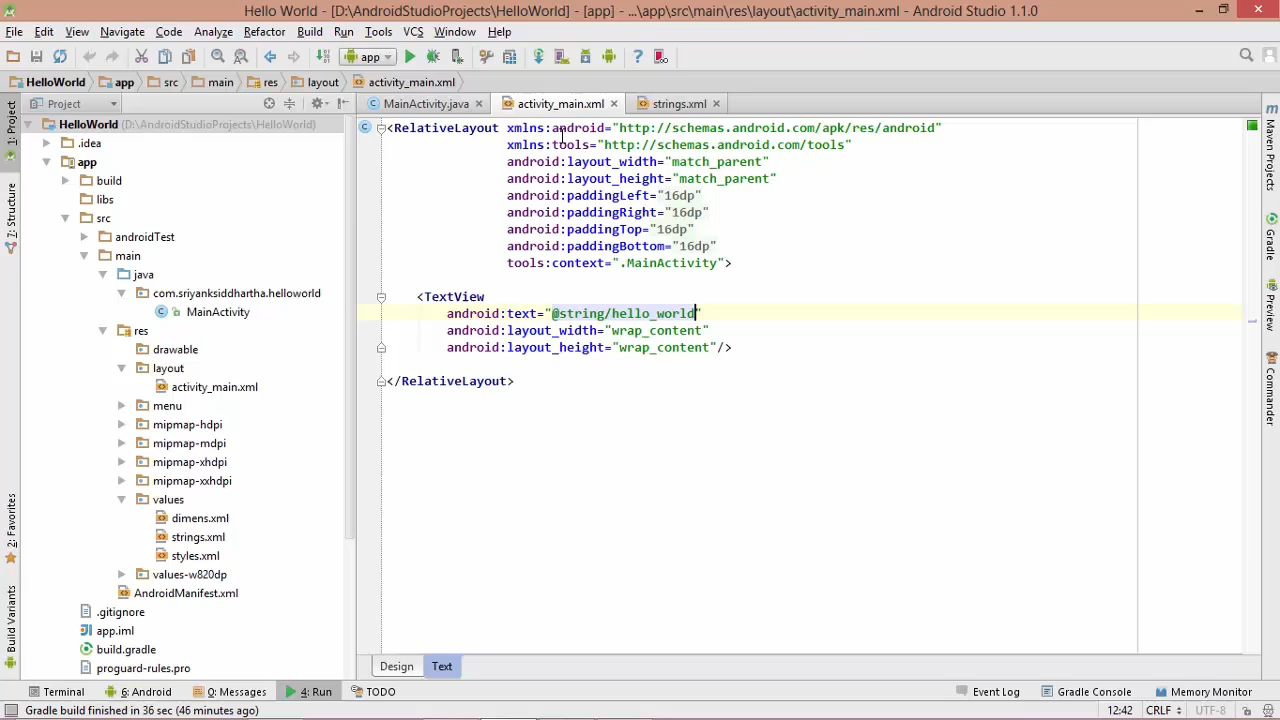 Hello World - [D:\AndroidStudioProjects\HelloWorld] - [app] - ...\app\src\main\res\layout\activity_main.xml - Android Studio 1.1.0
File Edit View Navigate Code Analyze Refactor Build Run Tools VCS Window Help
app
HelloWorld app src main res layout activity_main.xml
Project
MainActivity.java activity_main.xml strings.xml
1: Project
7: Structure
2: Favorites
Build Variants
HelloWorld (D:\AndroidStudioProjects\HelloWorld)
.idea
app
build
libs
src
androidTest
main
java
com.sriyanksiddhartha.helloworld
MainActivity
res
drawable
layout
activity_main.xml
menu
mipmap-hdpi
mipmap-mdpi
mipmap-xhdpi
mipmap-xxhdpi
values
dimens.xml
strings.xml
styles.xml
values-w820dp
AndroidManifest.xml
.gitignore
app.iml
build.gradle
proguard-rules.pro
<RelativeLayout xmlns:android="http://schemas.android.com/apk/res/android"
xmlns:tools="http://schemas.android.com/tools"
android:layout_width="match_parent"
android:layout_height="match_parent"
android:paddingLeft="16dp"
android:paddingRight="16dp"
android:paddingTop="16dp"
android:paddingBottom="16dp"
tools:context=".MainActivity">
<TextView
android:text="@string/hello_world"
android:layout_width="wrap_content"
android:layout_height="wrap_content"/>
</RelativeLayout>
Design Text
m
Maven Projects
Gradle
Preview
Commander
Terminal 6: Android 0: Messages 4: Run TODO Event Log Gradle Console Memory Monitor
Gradle build finished in 36 sec (46 minutes ago) 12:42 CRLF UTF-8